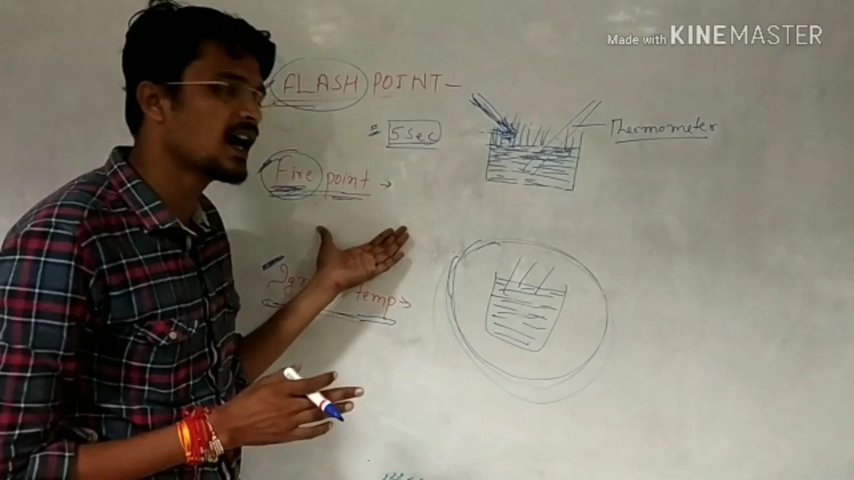 Made with KINEMASTER
FLASH POINT -
= 5 Sec
Thermometer
Fire point →
temp →